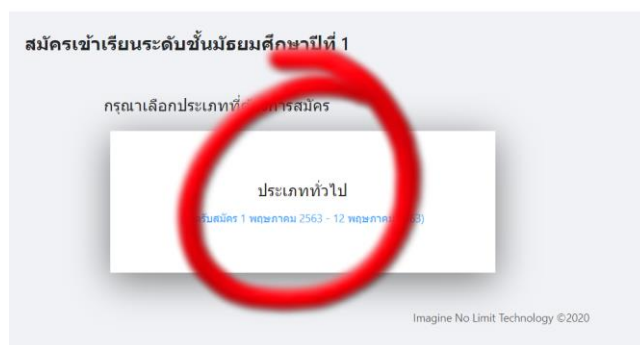 สมัครเข้าเรียนระดับชั้นมัธยมศึกษาปีที่ 1
กรุณาเลือกประเภทที่ การสมัคร
ประเภททั่วไป
รับสมัคร 1 พฤษภาคม 2563 - 12 พฤษภาคม
Imagine No Limit Technology ©2020